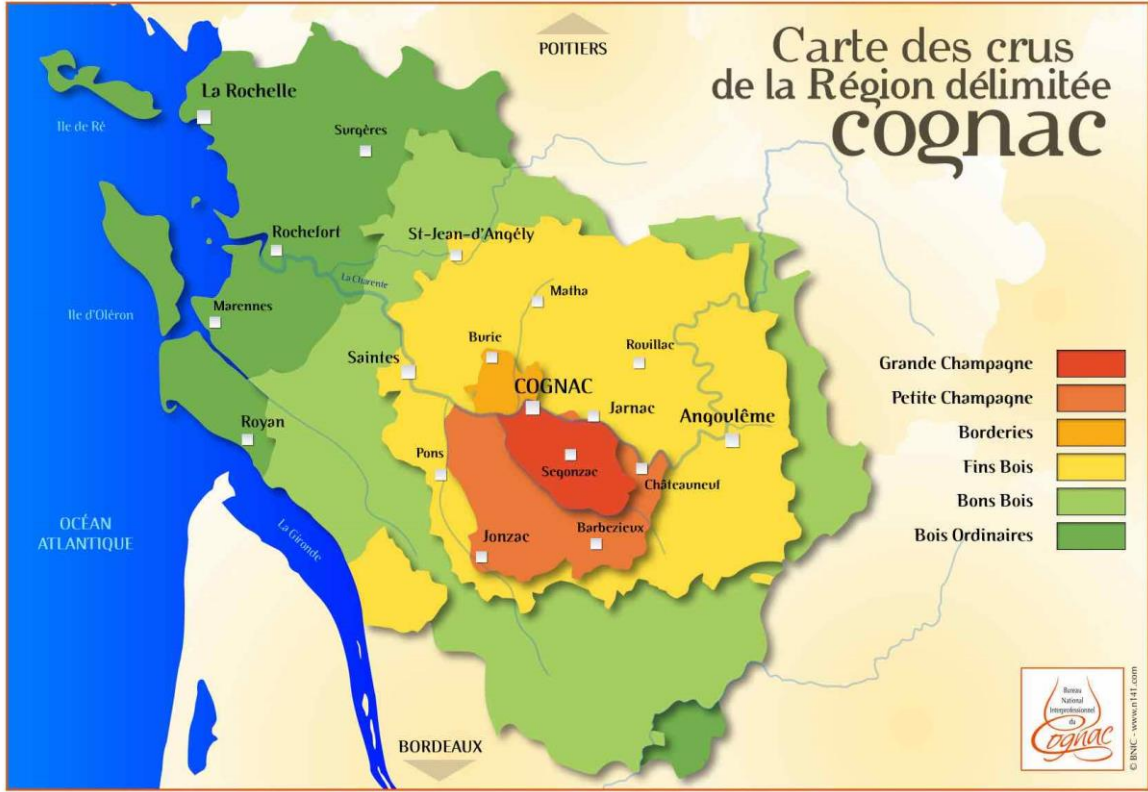 POITIERS
Carte des crus
de la Région délimitée
cognac
La Rochelle
Ile de Ré
Surgères
Rochefort
St-Jean-d'Angély
La Charente
Matha
Ile d'Oléron
Marennes
Burie
Rouillac
Saintes
COGNAC
Jarnac
Angoulême
Royan
Pons
Segonzac
Châteauneuf
OCÉAN
ATLANTIQUE
La Gironde
Jonzac
Barbezieux
BORDEAUX
Grande Champagne
Petite Champagne
Borderies
Fins Bois
Bons Bois
Bois Ordinaires
Bureau
National
Interprofessionnel
du
Cognac
© BNIC - www.n141.com